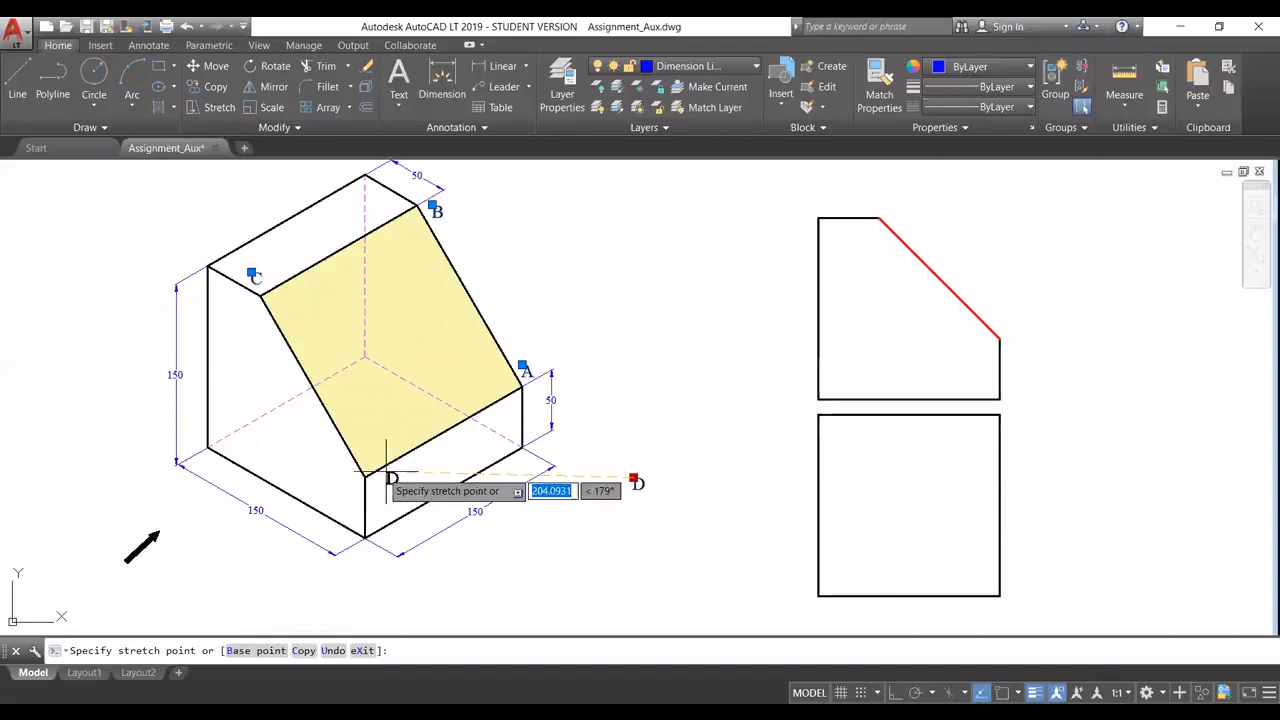 Autodesk AutoCAD LT 2019 - STUDENT VERSION Assignment_Aux.dwg
Type a keyword or phrase
Sign In
A
LT
Home Insert Annotate Parametric View Manage Output Collaborate
Line
Polyline
Circle
Arc
Move
Rotate
Trim
Copy
Mirror
Fillet
Stretch
Scale
Array
Text
Dimension
Linear
Leader
Table
Layer
Properties
Dimension Li...
Make Current
Match Layer
Insert
Create
Edit
Match
Properties
ByLayer
ByLayer
ByLayer
Group
Measure
Paste
Draw
Modify
Annotation
Layers
Block
Properties
Groups
Utilities
Clipboard
Start
Assignment_Aux*
50
B
C
150
A
50
D
D
Specify stretch point or 204.0931 < 179°
150
150
Y
X
Specify stretch point or [Base point Copy Undo eXit]:
Model Layout1 Layout2
MODEL
1:1